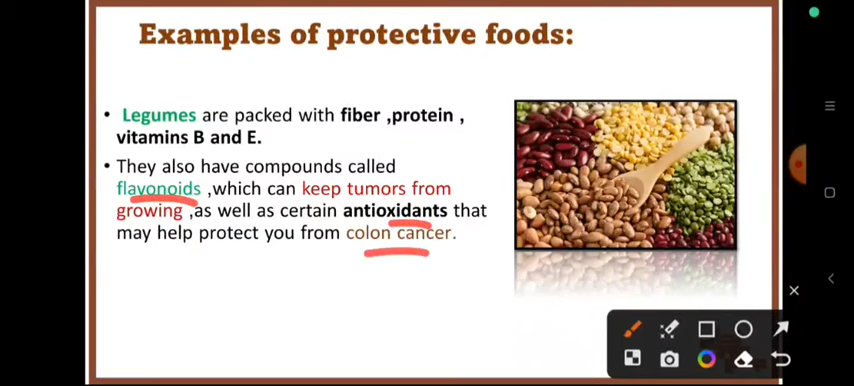 Examples of protective foods:
• Legumes are packed with fiber ,protein ,
vitamins B and E.
• They also have compounds called
flavonoids ,which can keep tumors from
growing ,as well as certain antioxidants that
may help protect you from colon cancer.